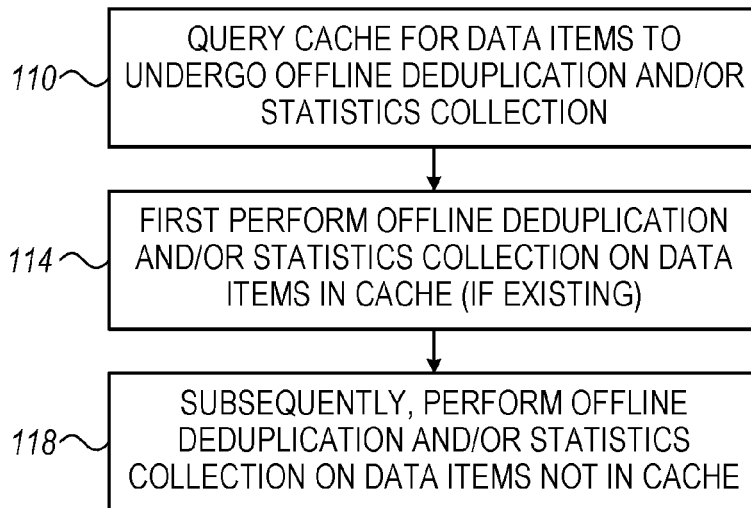 QUERY CACHE FOR DATA ITEMS TO
110 UNDERGO OFFLINE DEDUPLICATION AND/OR
STATISTICS COLLECTION
FIRST PERFORM OFFLINE DEDUPLICATION
114 AND/OR STATISTICS COLLECTION ON DATA
ITEMS IN CACHE (IF EXISTING)
SUBSEQUENTLY, PERFORM OFFLINE
118 DEDUPLICATION AND/OR STATISTICS
COLLECTION ON DATA ITEMS NOT IN CACHE